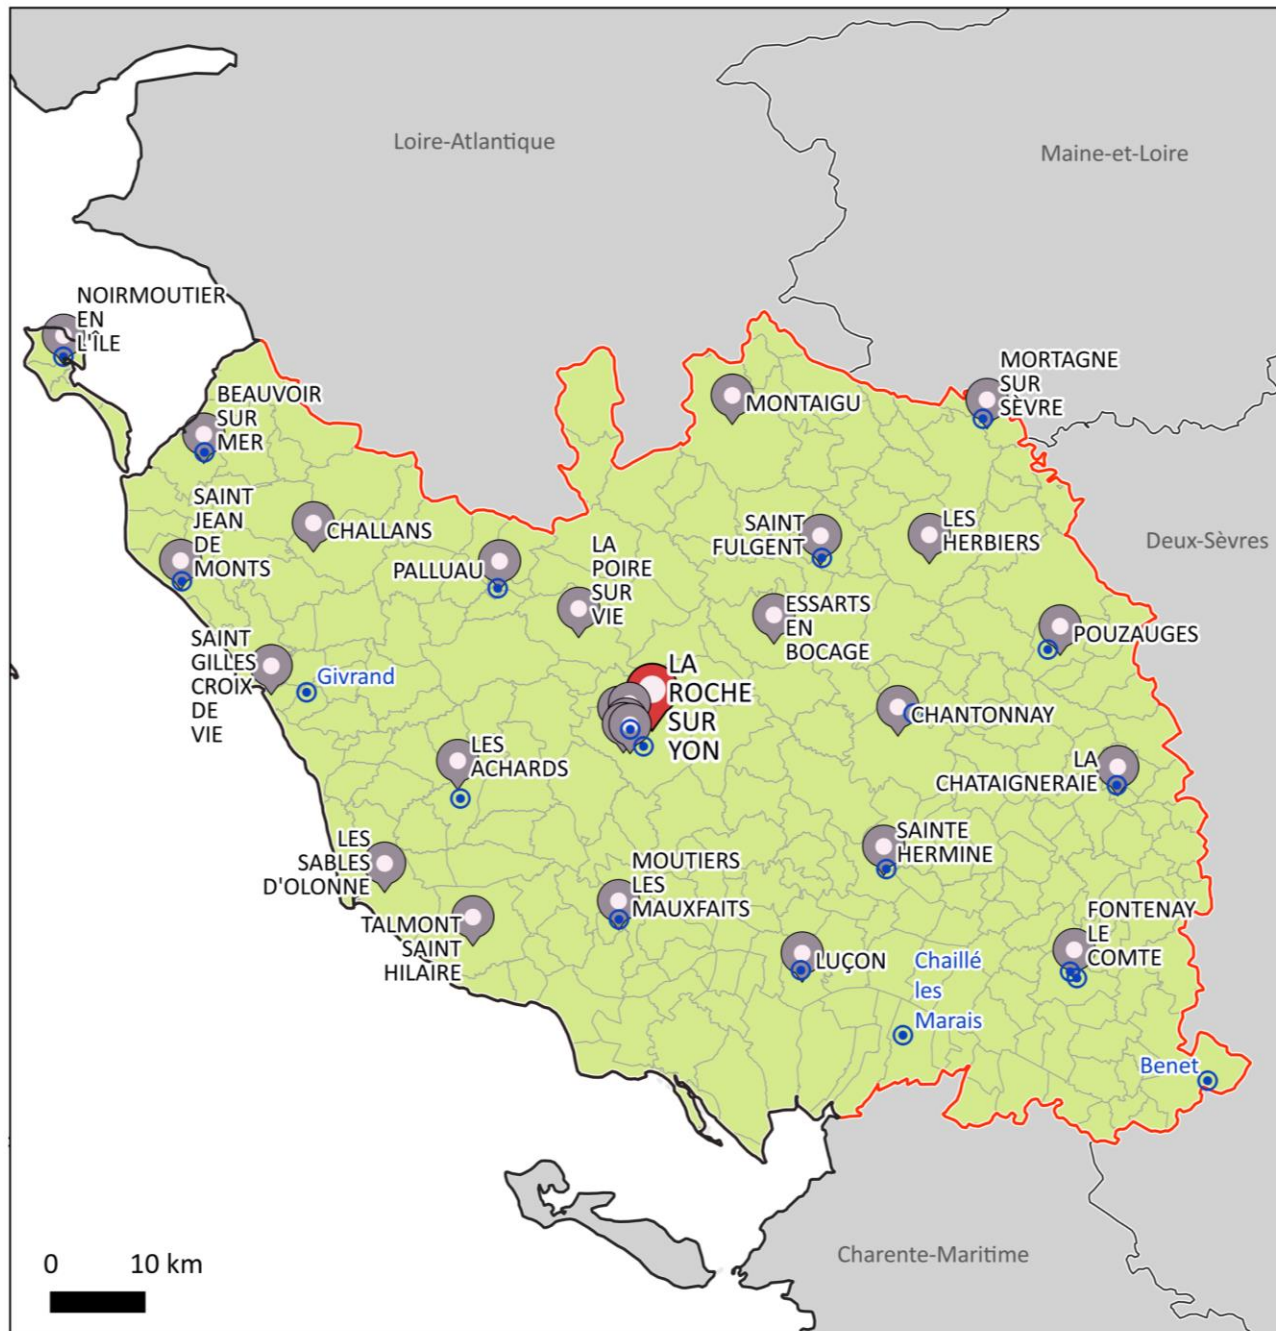 Loire-Atlantique
Maine-et-Loire
NOIRMOUTIER
EN
L'ÎLE
BEAUVOIR
SUR
MER
MONTAIGU
MORTAGNE
SUR
SÈVRE
SAINT
JEAN
DE
MONTS
CHALLANS
PALLUAU
LA
POIRE
SUR
VIE
SAINT
FULGENT
LES
HERBIERS
Deux-Sèvres
ESSARTS
EN
BOCAGE
POUZAUGES
SAINT
GILLES
CROIX
DE
VIE
Givrand
LA
ROCHE
SUR
YON
CHANTONNAY
LES
ACHARDS
LA
CHATAIGNERAIE
LES
SABLES
D'OLONNE
MOUTIERS
LES
MAUXFAITS
SAINTE
HERMINE
TALMONT
SAINT
HILAIRE
LUÇON
Chaillé
les
Marais
FONTENAY
LE
COMTE
Benet
Charente-Maritime
0 10 km